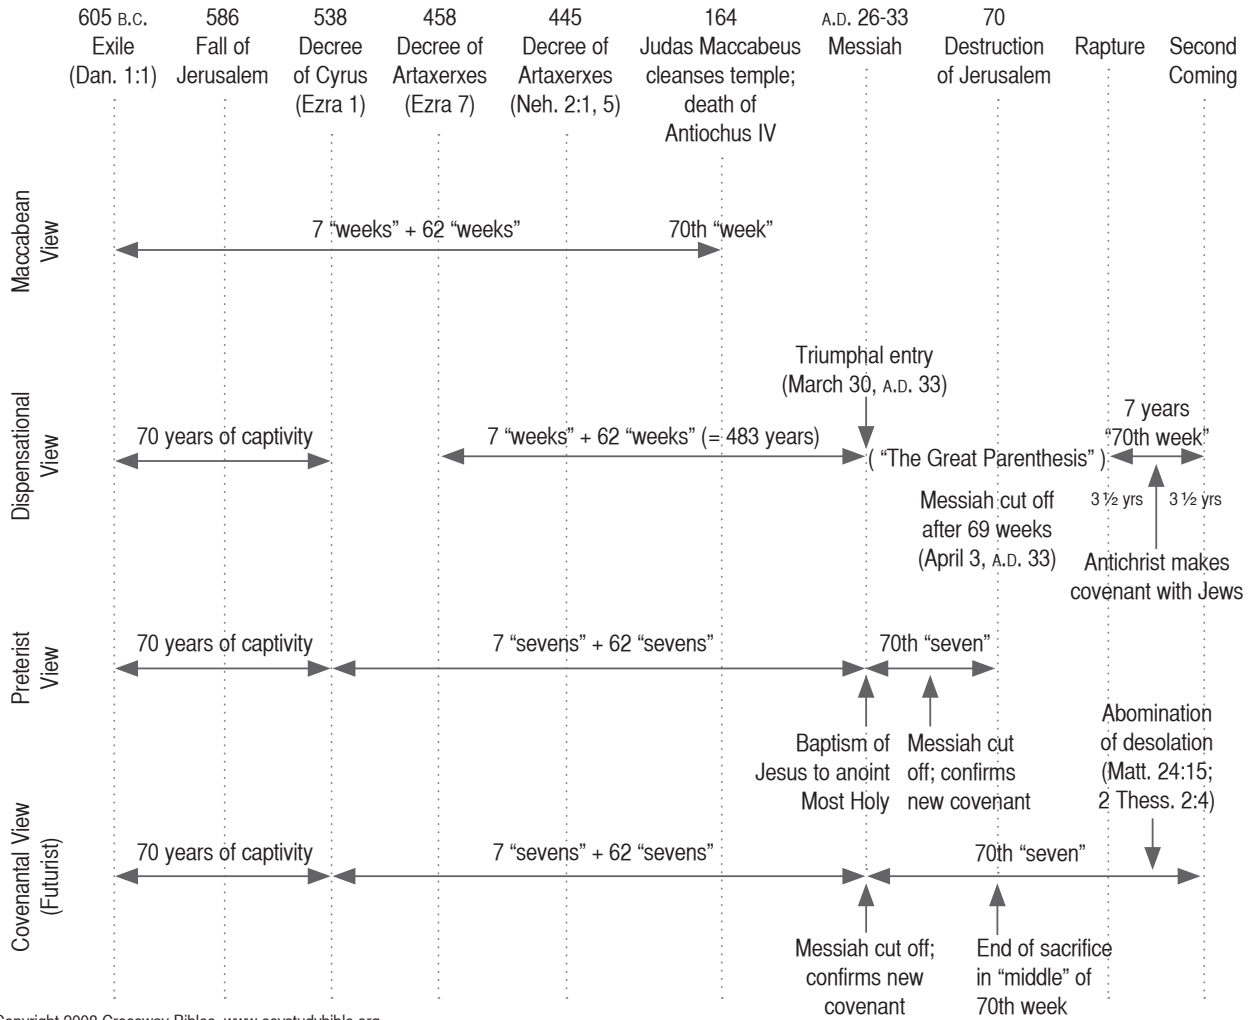 605 B.C.
Exile
(Dan. 1:1)
586
Fall of
Jerusalem
538
Decree
of Cyrus
(Ezra 1)
458
Decree of
Artaxerxes
(Ezra 7)
445
Decree of
Artaxerxes
(Neh. 2:1, 5)
164
Judas Maccabeus
cleanses temple;
death of
Antiochus IV
A.D. 26-33
Messiah
70
Destruction
of Jerusalem
Rapture
Second
Coming
Maccabean
View
7 “weeks” + 62 “weeks”
70th “week”
Dispensational
View
70 years of captivity
7 “weeks” + 62 “weeks” (= 483 years)
Triumphal entry
(March 30, A.D. 33)
( “The Great Parenthesis” )
Messiah cut off
after 69 weeks
(April 3, A.D. 33)
7 years
“70th week”
3 ½ yrs
3 ½ yrs
Antichrist makes
covenant with Jews
Preterist
View
70 years of captivity
7 “sevens” + 62 “sevens”
70th “seven”
Baptism of
Jesus to anoint
Most Holy
Messiah cut
off; confirms
new covenant
Covenantal View
(Futurist)
70 years of captivity
7 “sevens” + 62 “sevens”
70th “seven”
Abomination
of desolation
(Matt. 24:15;
2 Thess. 2:4)
Messiah cut off;
confirms new
covenant
End of sacrifice
in “middle” of
70th week